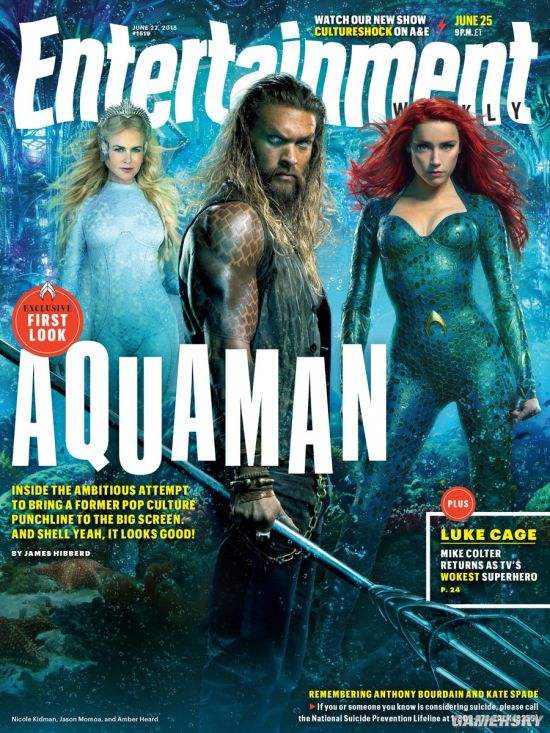 WATCH OUR NEW SHOW
CULTURESHOCK ON A&E
JUNE 25
9 P.M. ET
JUNE 22, 2018
#1519
Entertainment
WEEKLY
EXCLUSIVE
FIRST
LOOK
AQUAMAN
INSIDE THE AMBITIOUS ATTEMPT
TO BRING A FORMER POP CULTURE
PUNCHLINE TO THE BIG SCREEN.
AND SHELL YEAH, IT LOOKS GOOD!
BY JAMES HIBBERD
PLUS
LUKE CAGE
MIKE COLTER
RETURNS AS TV'S
WOKEST SUPERHERO
P. 24
REMEMBERING ANTHONY BOURDAIN AND KATE SPADE
If you or someone you know is considering suicide, please call
the National Suicide Prevention Lifeline at
Nicole Kidman, Jason Momoa, and Amber Heard
GAMERSKY